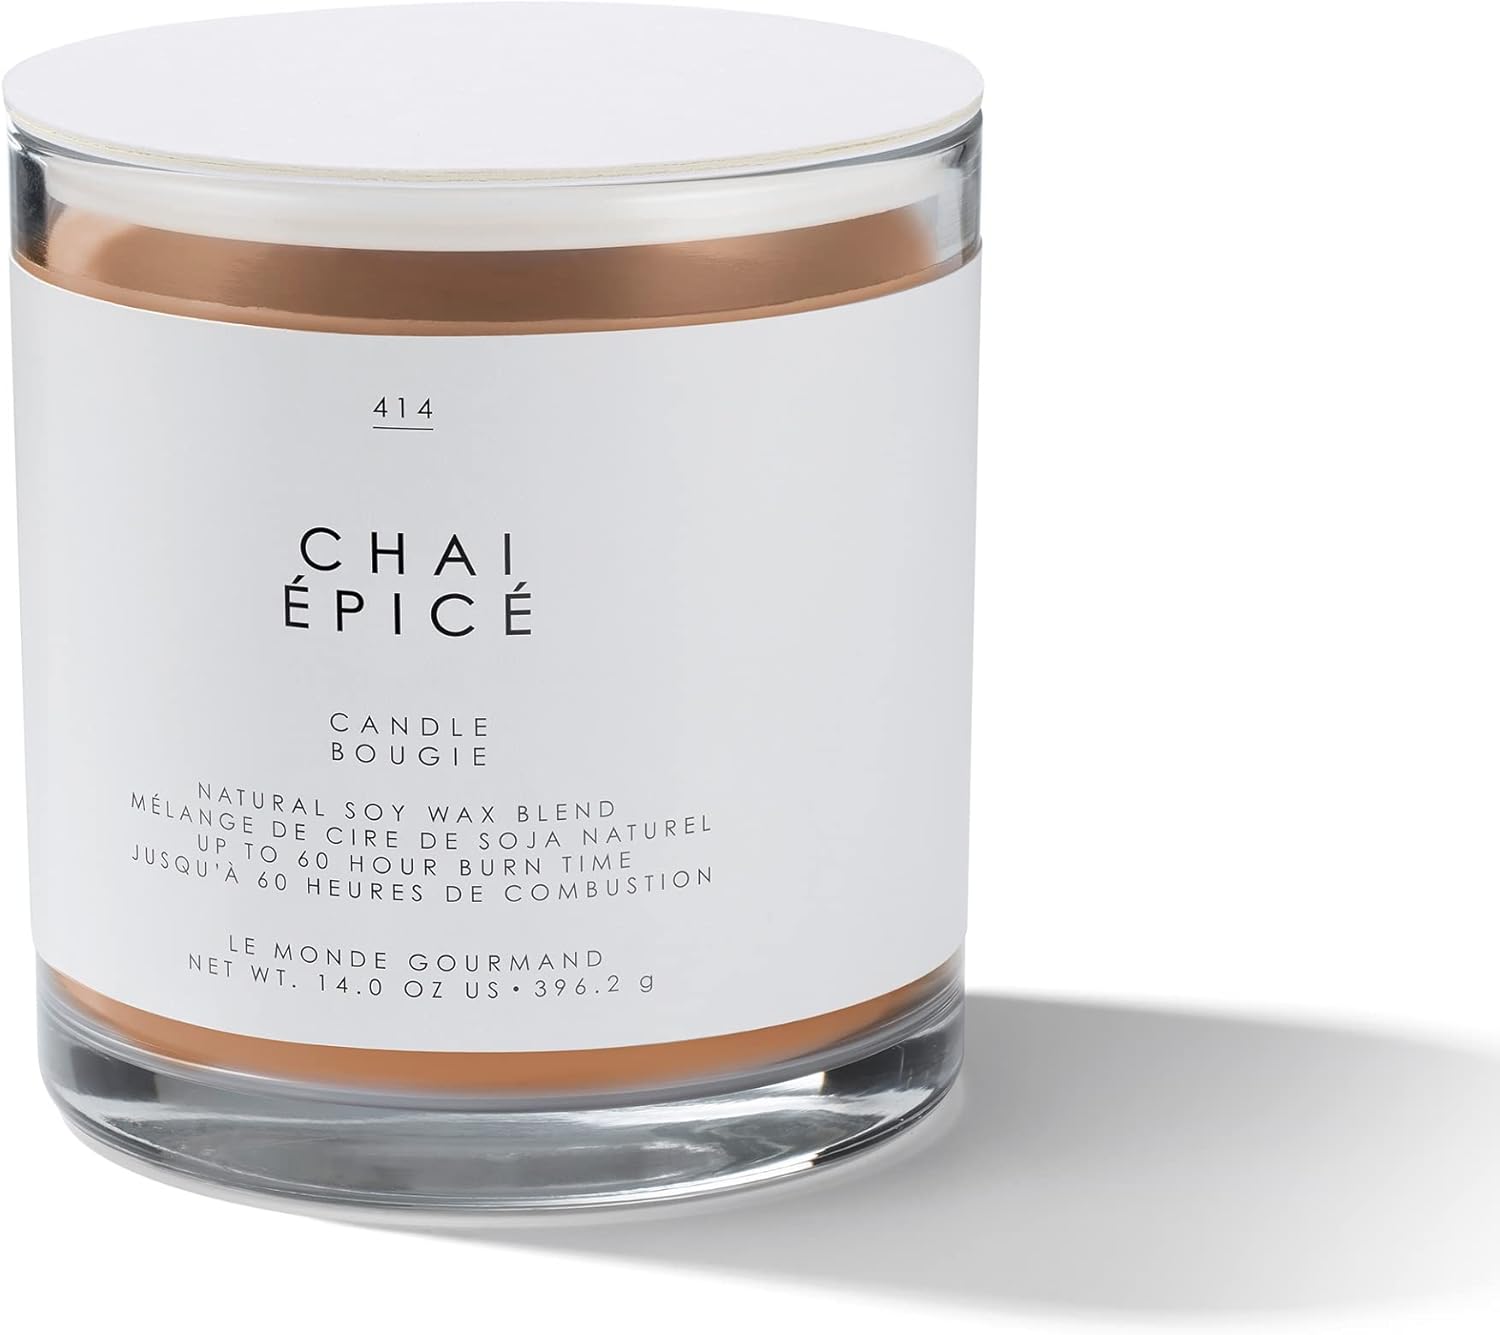 414
CHAI
ÉPICÉ
CANDLE
BOUGIE
NATURAL SOY WAX BLEND
MÉLANGE DE CIRE DE SOJA NATUREL
UP TO 60 HOUR BURN TIME
JUSQU'À 60 HEURES DE COMBUSTION
LE MONDE GOURMAND
NET WT. 14.0 OZ US • 396.2 g